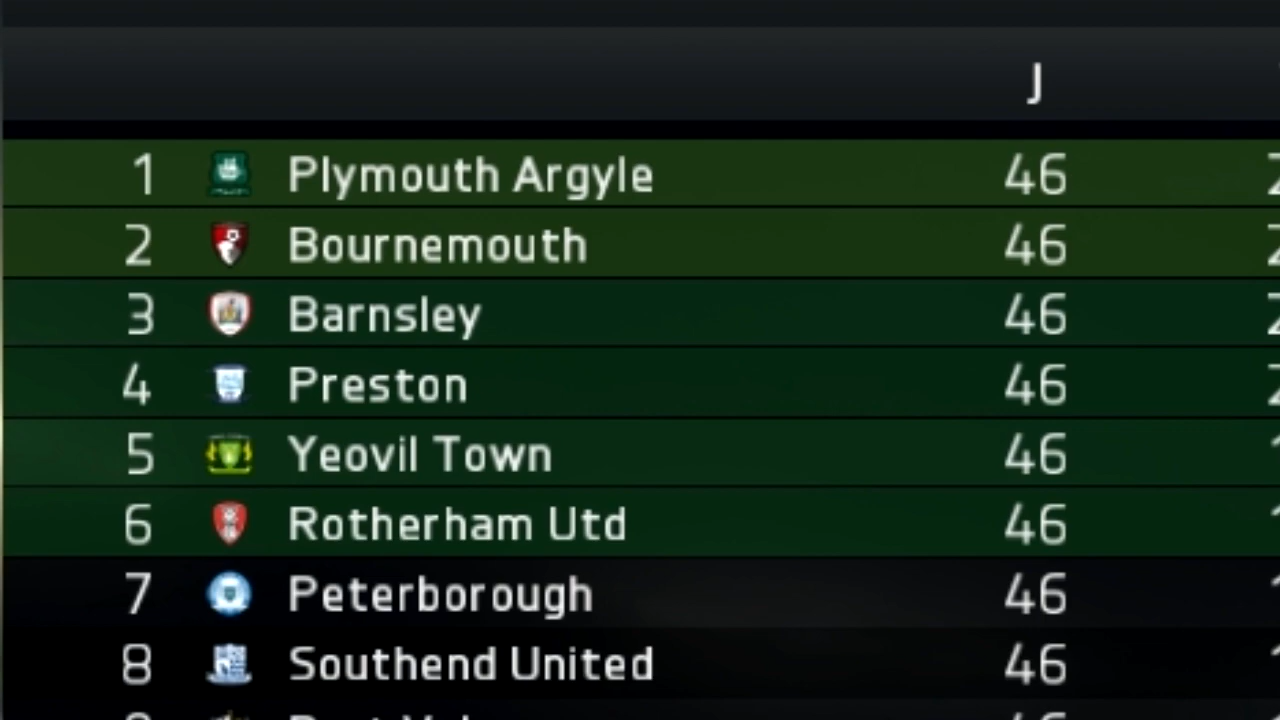 J
1 Plymouth Argyle 46
2 Bournemouth 46
3 Barnsley 46
4 Preston 46
5 Yeovil Town 46
6 Rotherham Utd 46
7 Peterborough 46
8 Southend United 46